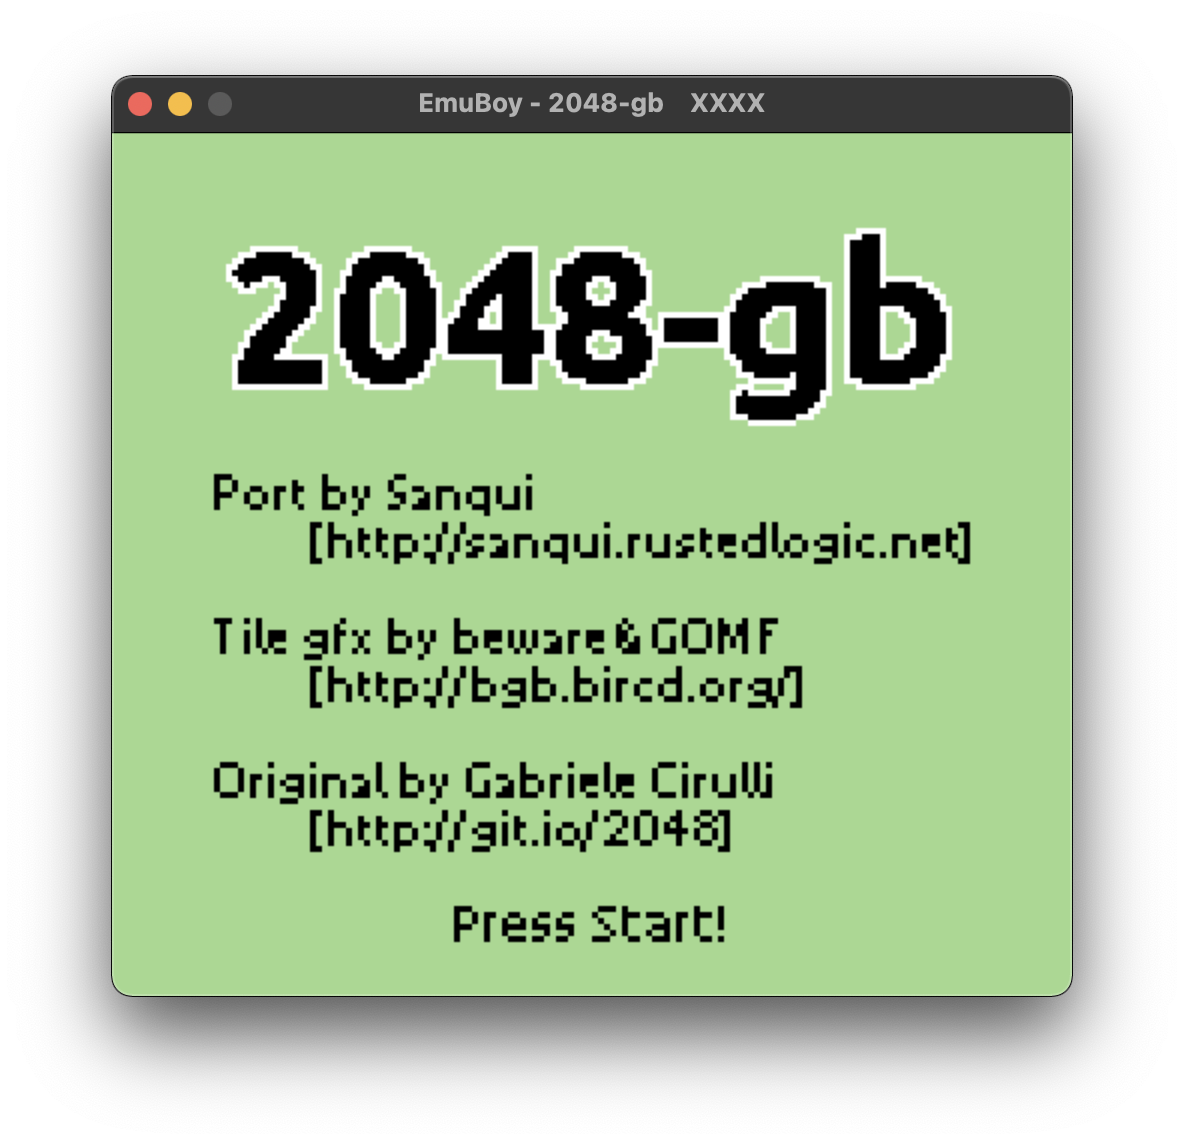 EmuBoy - 2048-gb XXXX
2048-gb
Port by Sanqui
[http://sanqui.rustedlogic.net]
Tile gfx by beware & GOMF
[http://bgb.bircd.org/]
Original by Gabriele Cirulli
[http://git.io/2048]
Press Start!